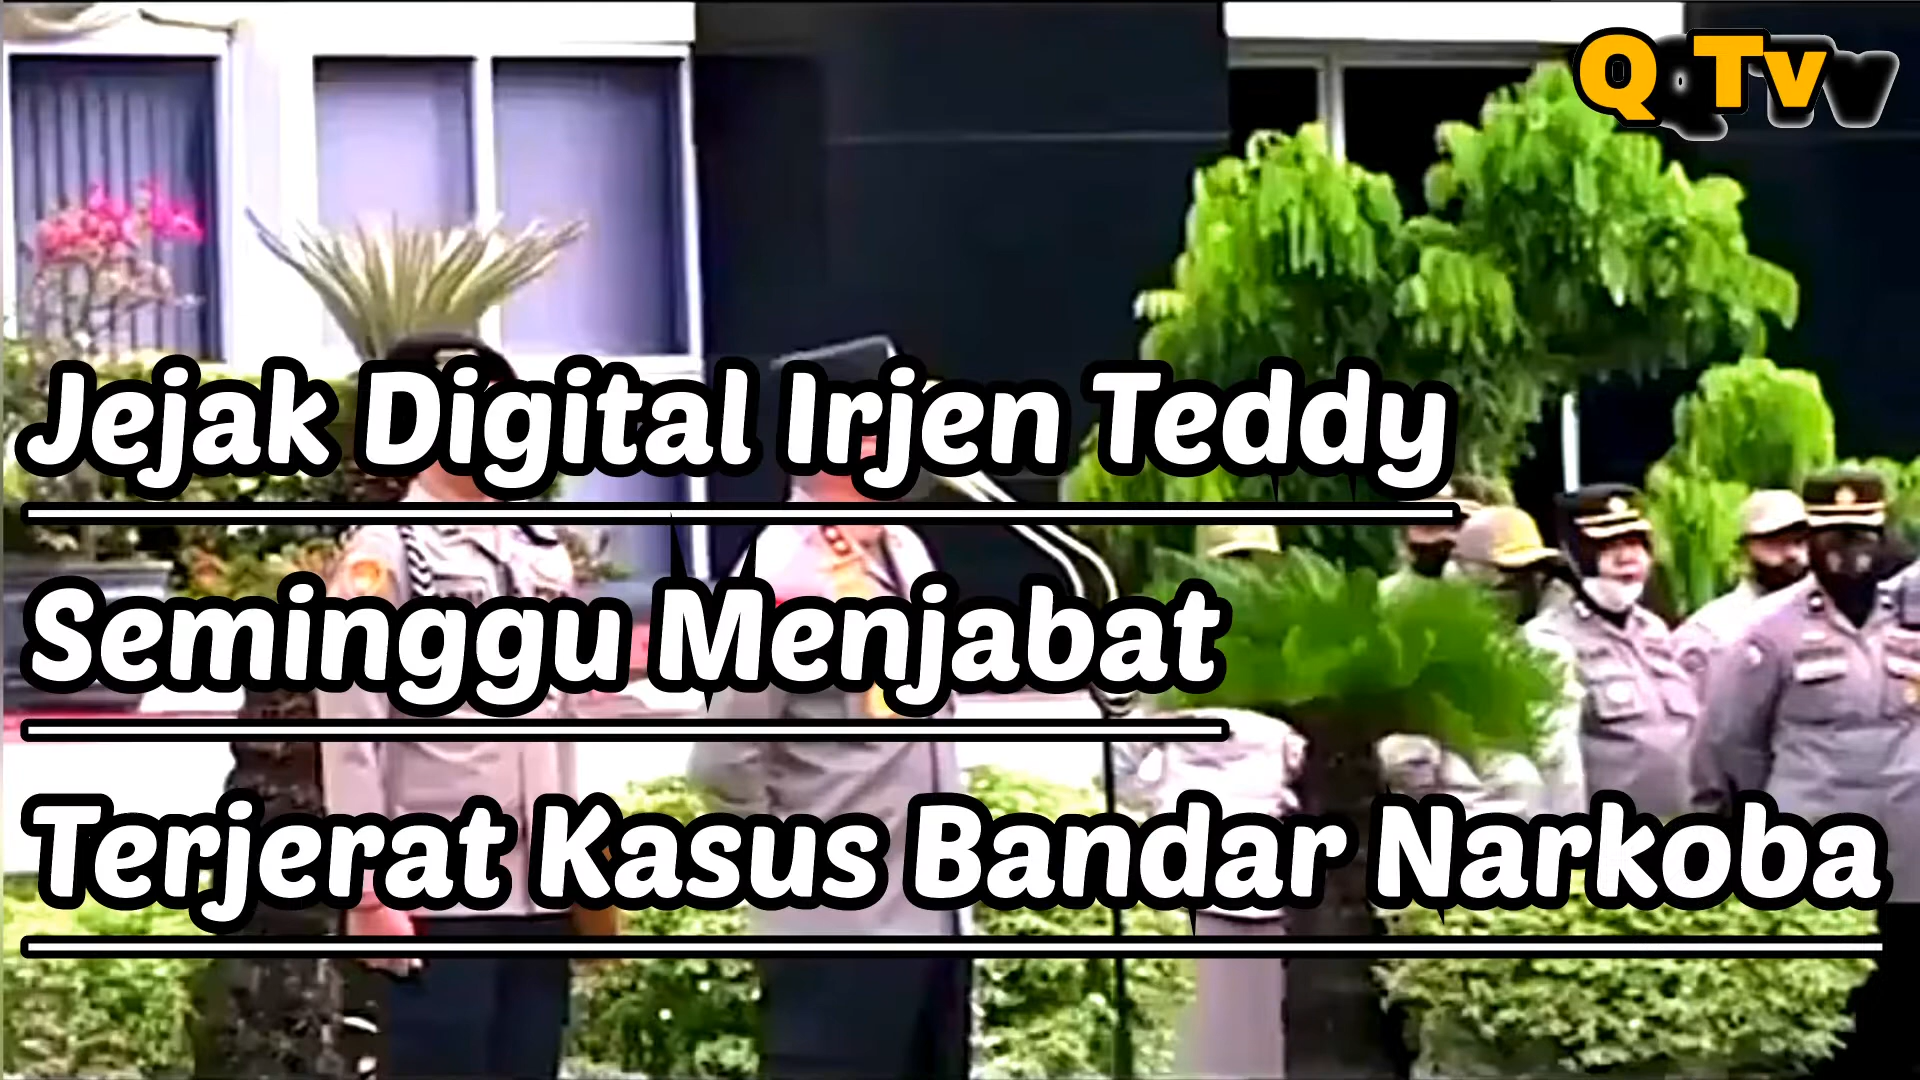 Q Tv
Jejak Digital Irjen Teddy
Seminggu Menjabat
Terjerat Kasus Bandar Narkoba